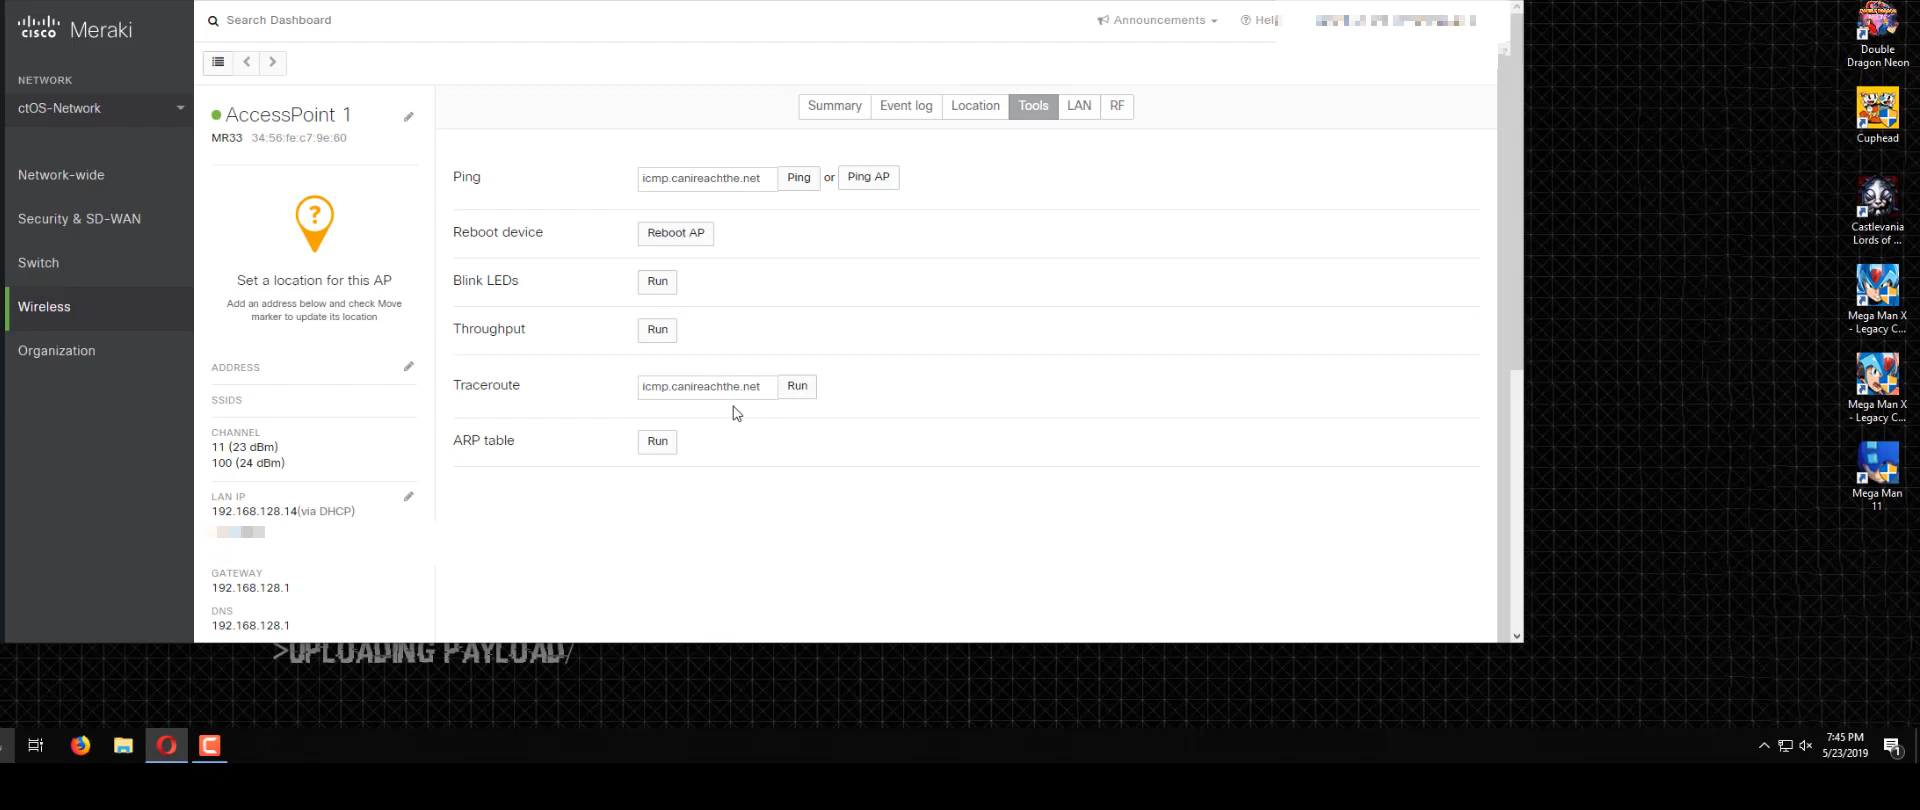 cisco Meraki
NETWORK
ctOS-Network
Network-wide
Security & SD-WAN
Switch
Wireless
Organization
Search Dashboard
Announcements
AccessPoint 1
MR33 34:56:fe:c7:9e:60
?
Set a location for this AP
Add an address below and check Move
marker to update its location
ADDRESS
SSIDS
CHANNEL
11 (23 dBm)
100 (24 dBm)
LAN IP
192.168.128.14(via DHCP)
GATEWAY
192.168.128.1
DNS
192.168.128.1
Summary Event log Location Tools LAN RF
Ping icmp.canireachthe.net Ping or Ping AP
Reboot device Reboot AP
Blink LEDs Run
Throughput Run
Traceroute icmp.canireachthe.net Run
ARP table Run
Double
Dragon Neon
Cuphead
Castlevania
Lords of ...
Mega Man X
- Legacy C...
Mega Man X
- Legacy C...
Mega Man
11
>UPLOADING PAYLOAD/
7:45 PM
5/23/2019
1